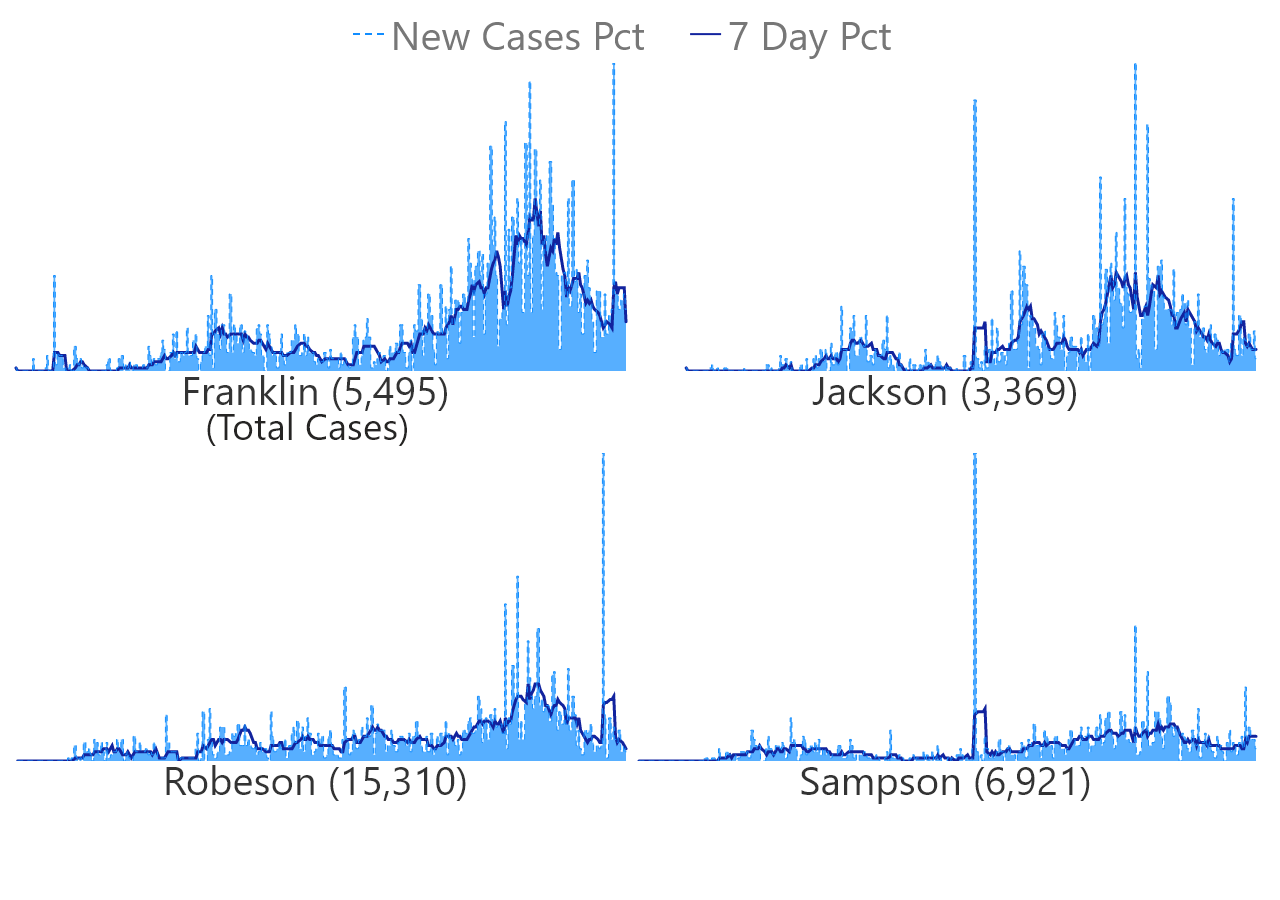 New Cases Pct 7 Day Pct
Franklin (5,495)
(Total Cases)
Jackson (3,369)
Robeson (15,310)
Sampson (6,921)